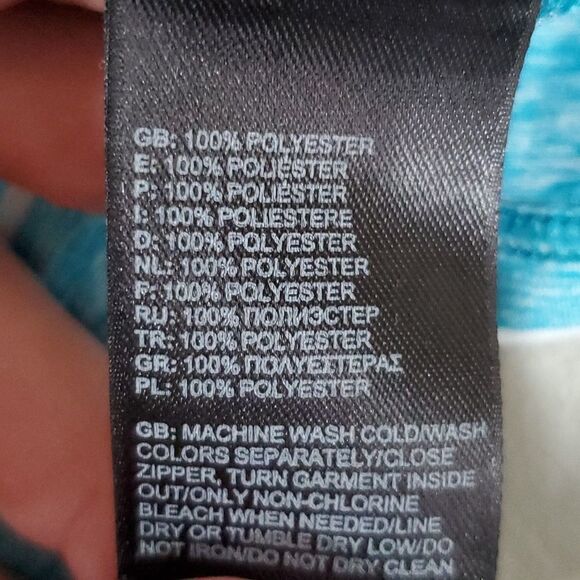 GB: 100% POLYESTER
E: 100% POLIÉSTER
P: 100% POLIÉSTER
I: 100% POLIESTERE
D: 100% POLYESTER
NL: 100% POLYESTER
F: 100% POLYESTER
RU: 100% ПОЛИЭСТЕР
TR: 100% POLYESTER
GR: 100% ΠΟΛΥΕΣΤΕΡΑΣ
PL: 100% POLYESTER
GB: MACHINE WASH COLD/WASH
COLORS SEPARATELY/CLOSE
ZIPPER, TURN GARMENT INSIDE
OUT/ONLY NON-CHLORINE
BLEACH WHEN NEEDED/LINE
DRY OR TUMBLE DRY LOW/DO
NOT IRON/DO NOT DRY CLEAN